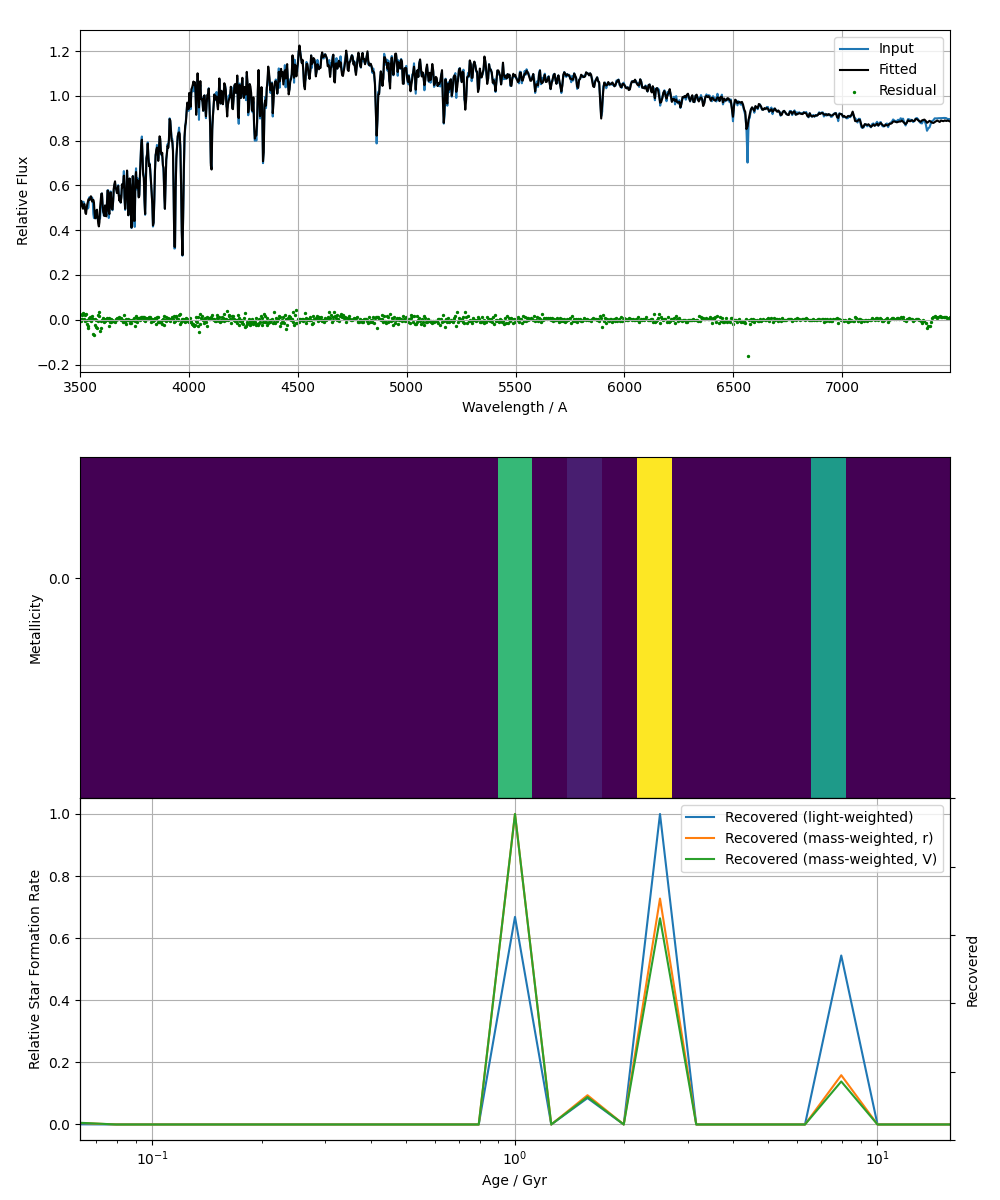 1.2
1.0
0.8
0.6
0.4
0.2
0.0
−0.2
Relative Flux
Input
Fitted
Residual
3500 4000 4500 5000 5500 6000 6500 7000
Wavelength / A
0.0
Metallicity
1.0
0.8
0.6
0.4
0.2
0.0
Relative Star Formation Rate
Recovered (light-weighted)
Recovered (mass-weighted, r)
Recovered (mass-weighted, V)
Recovered
10⁻¹ 10⁰ 10¹
Age / Gyr